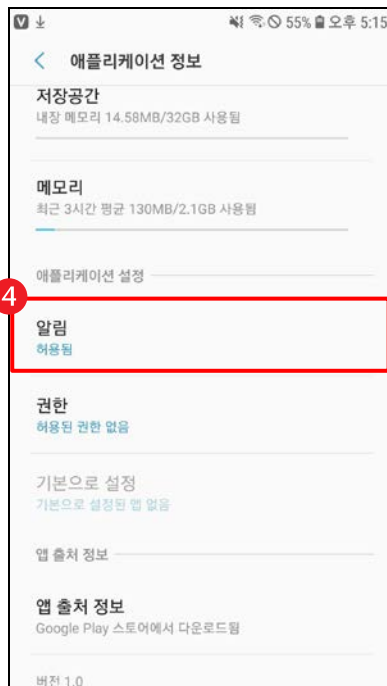 V 55% 오후 5:15
애플리케이션 정보
저장공간
내장 메모리 14.58MB/32GB 사용됨
메모리
최근 3시간 평균 130MB/2.1GB 사용됨
애플리케이션 설정
4
알림
허용됨
권한
허용된 권한 없음
기본으로 설정
기본으로 설정된 앱 없음
앱 출처 정보
앱 출처 정보
Google Play 스토어에서 다운로드됨
버전 1.0